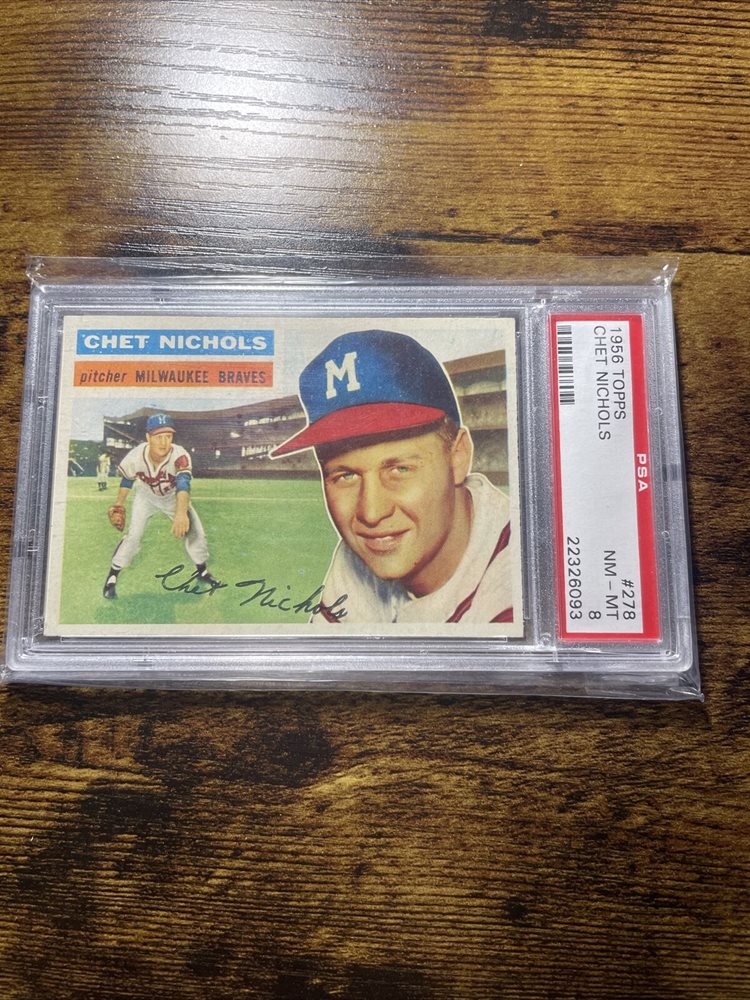 CHET NICHOLS
pitcher MILWAUKEE BRAVES
M
Chet Nichols
1956 TOPPS
CHET NICHOLS
PSA
#278
NM - MT 8
22326093